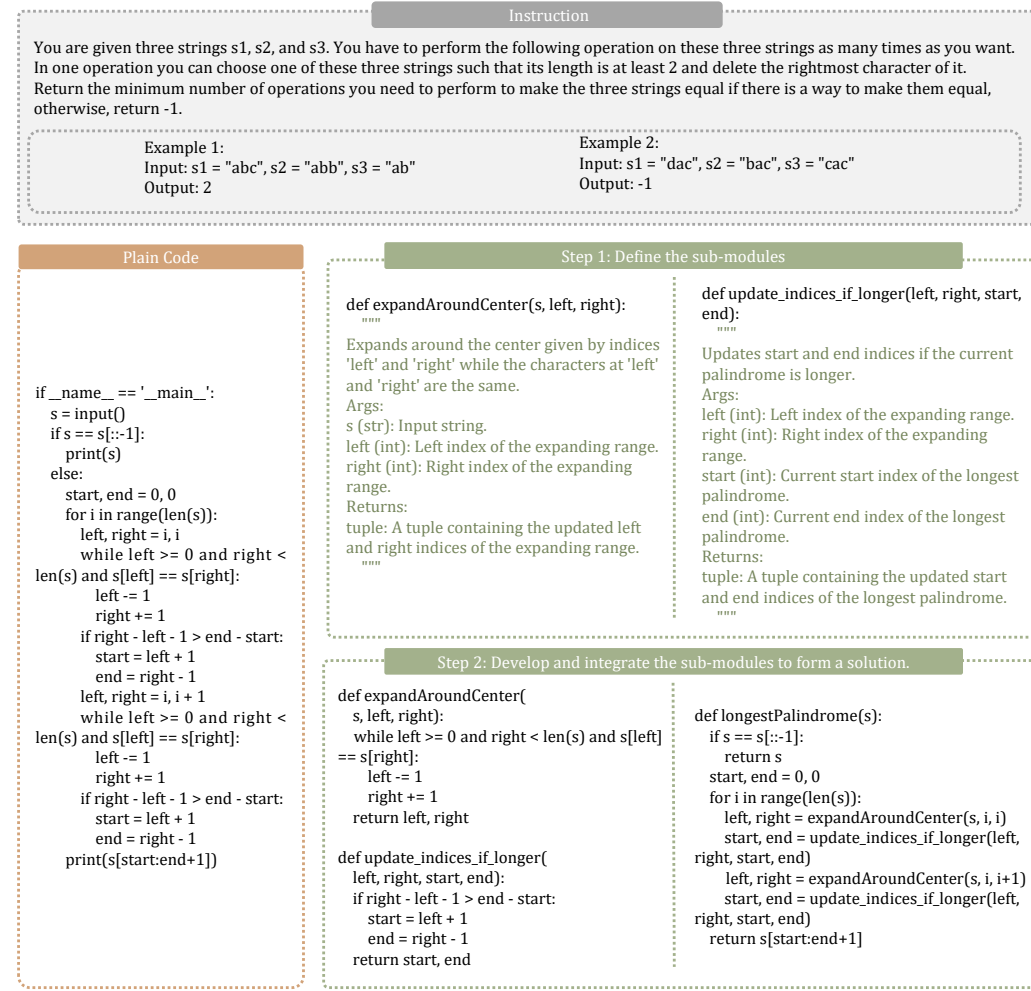 Instruction
You are given three strings s1, s2, and s3. You have to perform the following operation on these three strings as many times as you want.
In one operation you can choose one of these three strings such that its length is at least 2 and delete the rightmost character of it.
Return the minimum number of operations you need to perform to make the three strings equal if there is a way to make them equal,
otherwise, return -1.
Example 1:
Input: s1 = "abc", s2 = "abb", s3 = "ab"
Output: 2
Example 2:
Input: s1 = "dac", s2 = "bac", s3 = "cac"
Output: -1
Plain Code
if __name__ == '__main__':
s = input()
if s == s[::-1]:
print(s)
else:
start, end = 0, 0
for i in range(len(s)):
left, right = i, i
while left >= 0 and right <
len(s) and s[left] == s[right]:
left -= 1
right += 1
if right - left - 1 > end - start:
start = left + 1
end = right - 1
left, right = i, i + 1
while left >= 0 and right <
len(s) and s[left] == s[right]:
left -= 1
right += 1
if right - left - 1 > end - start:
start = left + 1
end = right - 1
print(s[start:end+1])
Step 1: Define the sub-modules
def expandAroundCenter(s, left, right):
"""
Expands around the center given by indices
'left' and 'right' while the characters at 'left'
and 'right' are the same.
Args:
s (str): Input string.
left (int): Left index of the expanding range.
right (int): Right index of the expanding
range.
Returns:
tuple: A tuple containing the updated left
and right indices of the expanding range.
"""
def update_indices_if_longer(left, right, start,
end):
"""
Updates start and end indices if the current
palindrome is longer.
Args:
left (int): Left index of the expanding range.
right (int): Right index of the expanding
range.
start (int): Current start index of the longest
palindrome.
end (int): Current end index of the longest
palindrome.
Returns:
tuple: A tuple containing the updated start
and end indices of the longest palindrome.
"""
Step 2: Develop and integrate the sub-modules to form a solution.
def expandAroundCenter(
s, left, right):
while left >= 0 and right < len(s) and s[left]
== s[right]:
left -= 1
right += 1
return left, right
def update_indices_if_longer(
left, right, start, end):
if right - left - 1 > end - start:
start = left + 1
end = right - 1
return start, end
def longestPalindrome(s):
if s == s[::-1]:
return s
start, end = 0, 0
for i in range(len(s)):
left, right = expandAroundCenter(s, i, i)
start, end = update_indices_if_longer(left,
right, start, end)
left, right = expandAroundCenter(s, i, i+1)
start, end = update_indices_if_longer(left,
right, start, end)
return s[start:end+1]